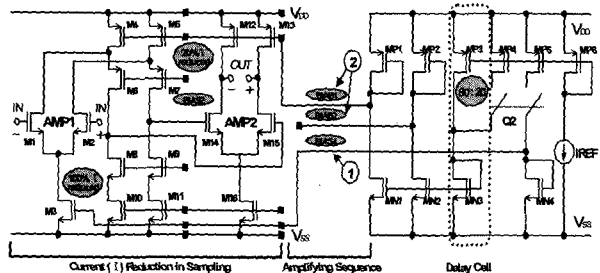 M4 M5 M12 M13 VDD VDD
OUT
MP1 MP2 MP3 MP4 MP5 MP6
2
M6 M7
IN AMP1 IN
M1 M2
M14 AMP2 M15
Q2
IREF
1
M8 M9
M3 M10 M11 M16
MN1 MN2 MN3 MN4
VSS VSS
Current ( I ) Reduction in Sampling Amplifying Sequence Delay Cell